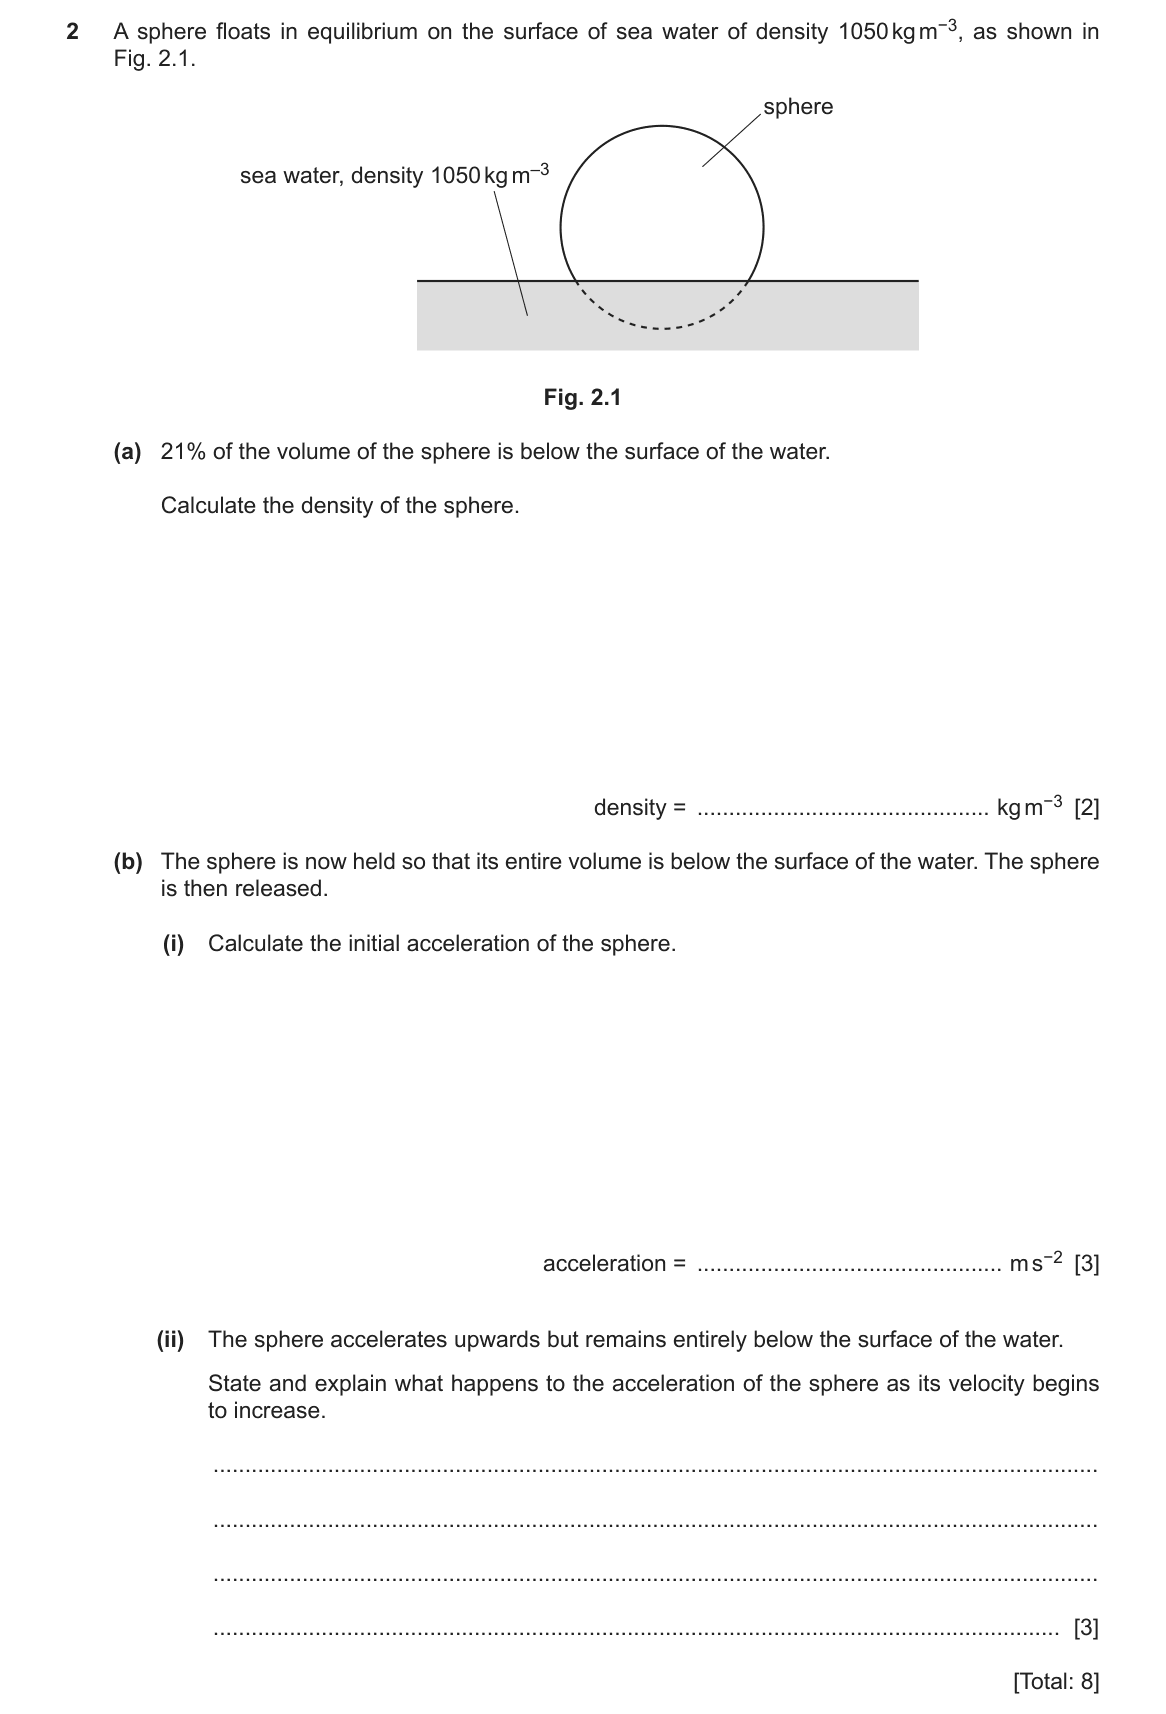 2 A sphere floats in equilibrium on the surface of sea water of density 1050 kg m⁻³, as shown in
Fig. 2.1.
sphere
sea water, density 1050 kg m⁻³
Fig. 2.1
(a) 21% of the volume of the sphere is below the surface of the water.
Calculate the density of the sphere.
density = .............................................. kg m⁻³ [2]
(b) The sphere is now held so that its entire volume is below the surface of the water. The sphere
is then released.
(i) Calculate the initial acceleration of the sphere.
acceleration = ................................................ m s⁻² [3]
(ii) The sphere accelerates upwards but remains entirely below the surface of the water.
State and explain what happens to the acceleration of the sphere as its velocity begins
to increase.
...........................................................................................................................................
...........................................................................................................................................
...........................................................................................................................................
..................................................................................................................................... [3]
[Total: 8]